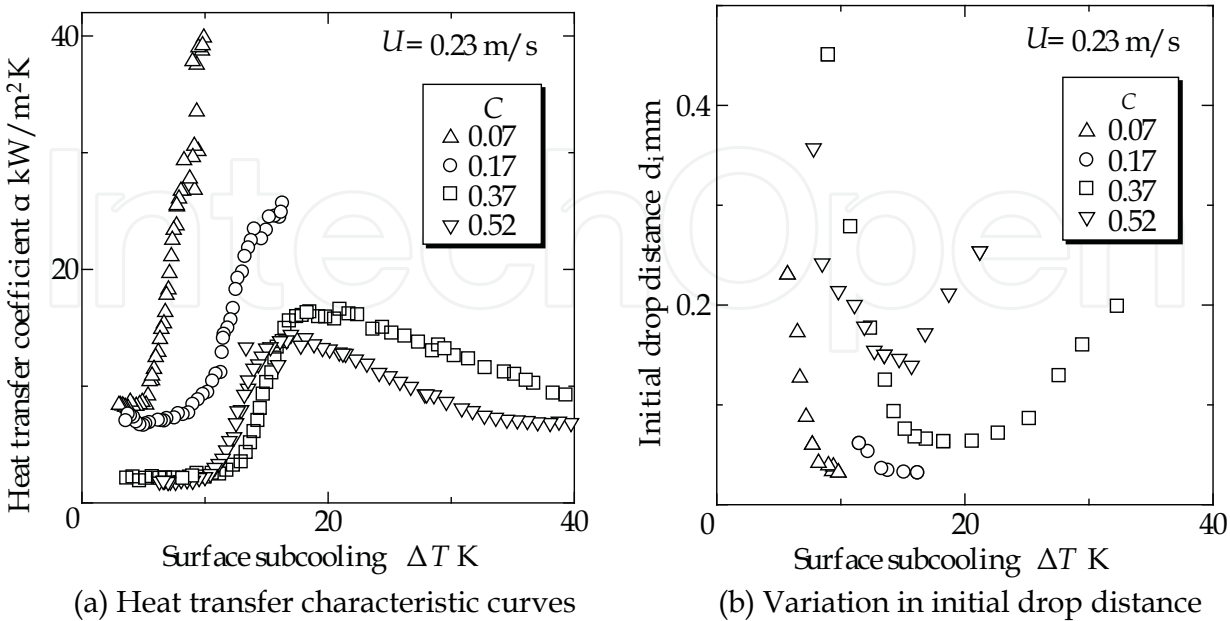 40
20
0 20 40
Heat transfer coefficient α kW/m²K
U= 0.23 m/s
C
0.07
0.17
0.37
0.52
Surface subcooling ΔT K
(a) Heat transfer characteristic curves
0.4
0.2
0 20 40
Initial drop distance dᵢ mm
U= 0.23 m/s
C
0.07
0.17
0.37
0.52
Surface subcooling ΔT K
(b) Variation in initial drop distance
IntechOpen